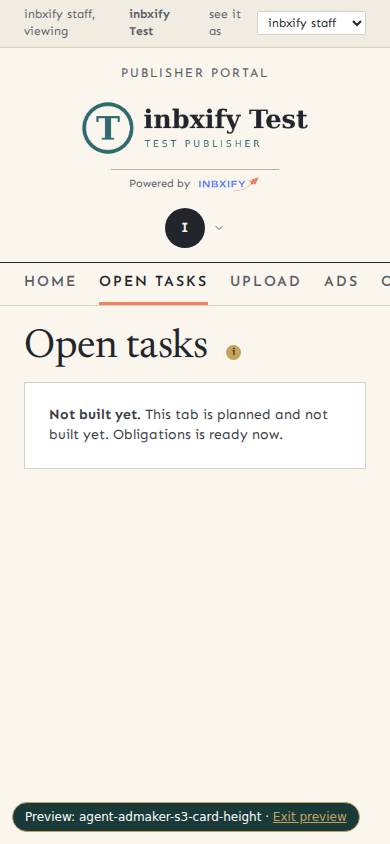 inbxify staff, viewing
inbxify Test
see it as
inbxify staff
PUBLISHER PORTAL
T
inbxify Test
TEST PUBLISHER
Powered by INBXIFY
I
HOME OPEN TASKS UPLOAD ADS
Open tasks i
Not built yet. This tab is planned and not
built yet. Obligations is ready now.
Preview: agent-admaker-s3-card-height · Exit preview